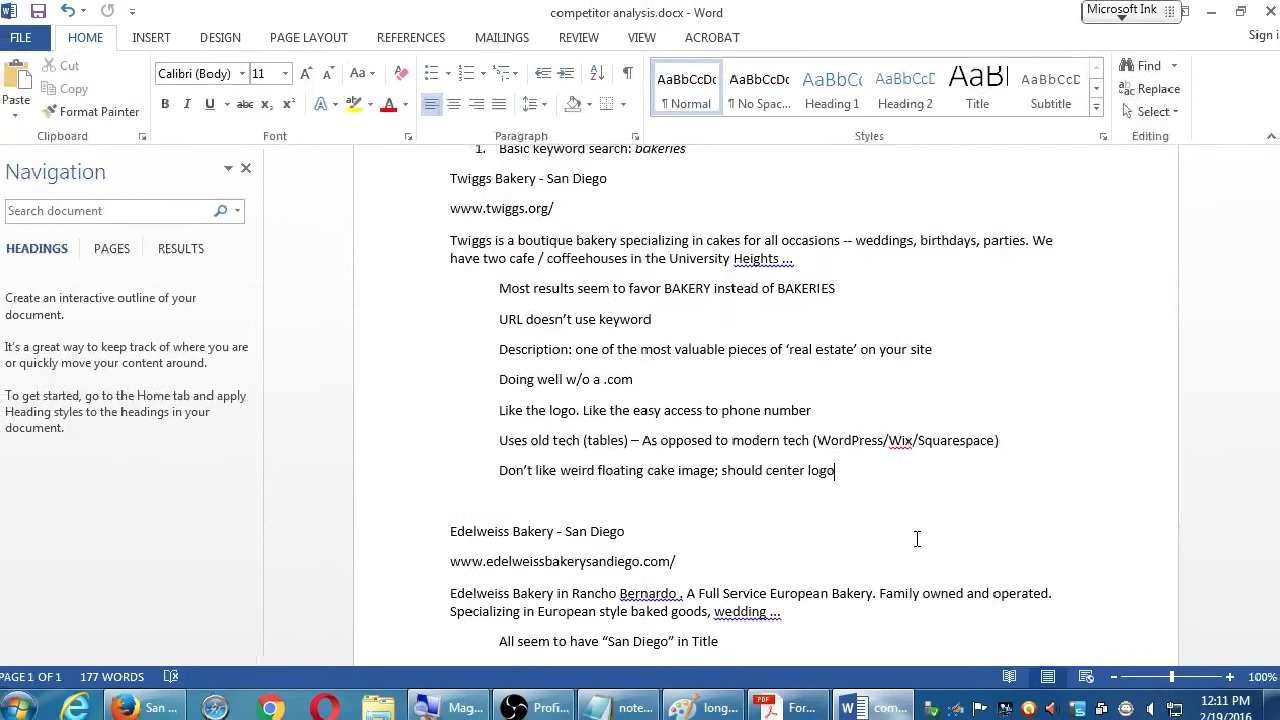 competitor analysis.docx - Word
Microsoft Ink
FILE HOME INSERT DESIGN PAGE LAYOUT REFERENCES MAILINGS REVIEW VIEW ACROBAT Sign i
Paste
Cut
Copy
Format Painter
Clipboard
Calibri (Body) 11
B I U abc X₂ X²
Font
Paragraph
AaBbCcDc AaBbCcDc AaBbCc AaBbCcD AaBl AaBbCcD
¶ Normal ¶ No Spac... Heading 1 Heading 2 Title Subtitle
Styles
Find
Replace
Select
Editing
Navigation
Search document
HEADINGS PAGES RESULTS
Create an interactive outline of your
document.
It's a great way to keep track of where you are
or quickly move your content around.
To get started, go to the Home tab and apply
Heading styles to the headings in your
document.
1. Basic keyword search: bakeries
Twiggs Bakery - San Diego
www.twiggs.org/
Twiggs is a boutique bakery specializing in cakes for all occasions -- weddings, birthdays, parties. We
have two cafe / coffeehouses in the University Heights ...
Most results seem to favor BAKERY instead of BAKERIES
URL doesn’t use keyword
Description: one of the most valuable pieces of ‘real estate’ on your site
Doing well w/o a .com
Like the logo. Like the easy access to phone number
Uses old tech (tables) – As opposed to modern tech (WordPress/Wix/Squarespace)
Don’t like weird floating cake image; should center logo
Edelweiss Bakery - San Diego
www.edelweissbakerysandiego.com/
Edelweiss Bakery in Rancho Bernardo . A Full Service European Bakery. Family owned and operated.
Specializing in European style baked goods, wedding ...
All seem to have “San Diego” in Title
PAGE 1 OF 1 177 WORDS 100%
San ... Mag... Profi... note... long... For... com...
12:11 PM
2/19/2016